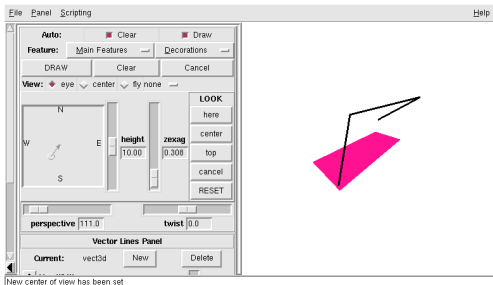 File Panel Scripting Help
Auto: Clear Draw
Feature: Main Features Decorations
DRAW Clear Cancel
View: eye center fly none
LOOK
N
here
W E height zexag center
10.00 0.308 top
S
cancel
RESET
perspective 111.0 twist 0.0
Vector Lines Panel
Current: vect3d New Delete
New center of view has been set